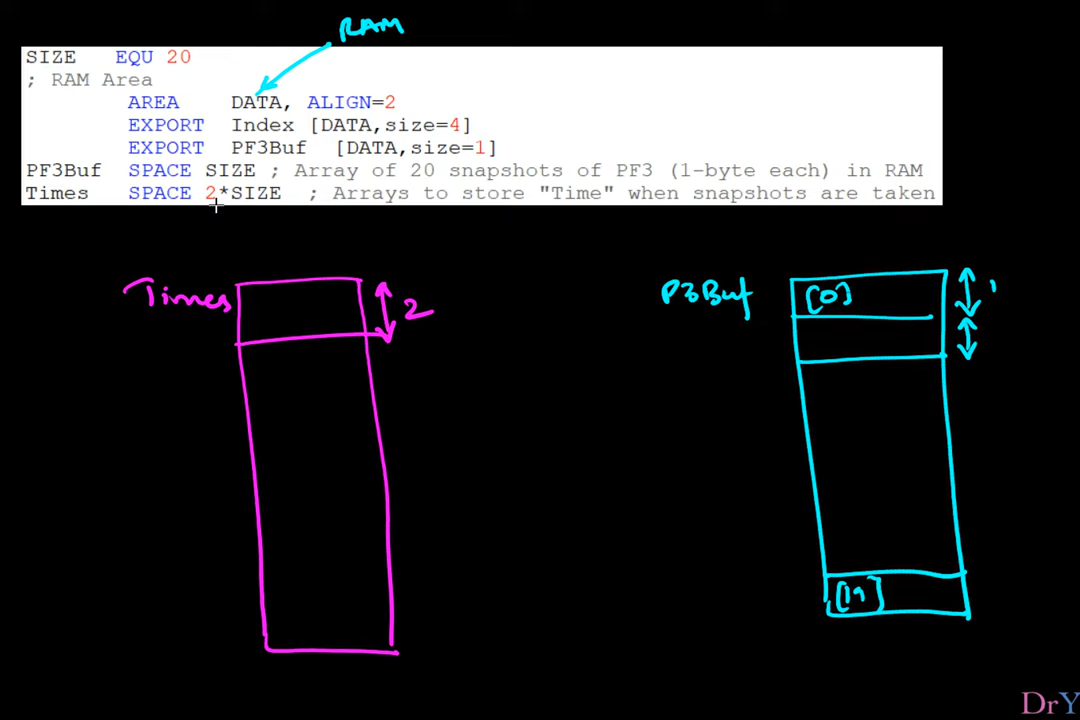 RAM
SIZE EQU 20
; RAM Area
AREA DATA, ALIGN=2
EXPORT Index [DATA,size=4]
EXPORT PF3Buf [DATA,size=1]
PF3Buf SPACE SIZE ; Array of 20 snapshots of PF3 (1-byte each) in RAM
Times SPACE 2*SIZE ; Arrays to store "Time" when snapshots are taken
Times 2
P3Buf [0] 1
[19]
DrY